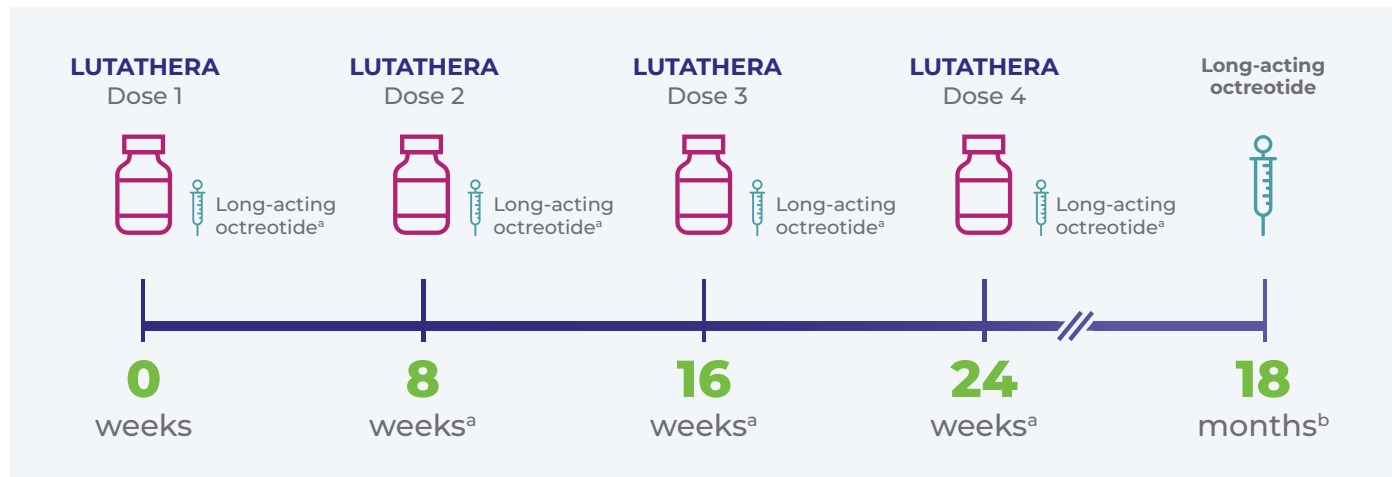 LUTATHERA
Dose 1
Long-acting
octreotideᵃ
LUTATHERA
Dose 2
Long-acting
octreotideᵃ
LUTATHERA
Dose 3
Long-acting
octreotideᵃ
LUTATHERA
Dose 4
Long-acting
octreotideᵃ
Long-acting
octreotide
0
weeks
8
weeksᵃ
16
weeksᵃ
24
weeksᵃ
18
monthsᵇ